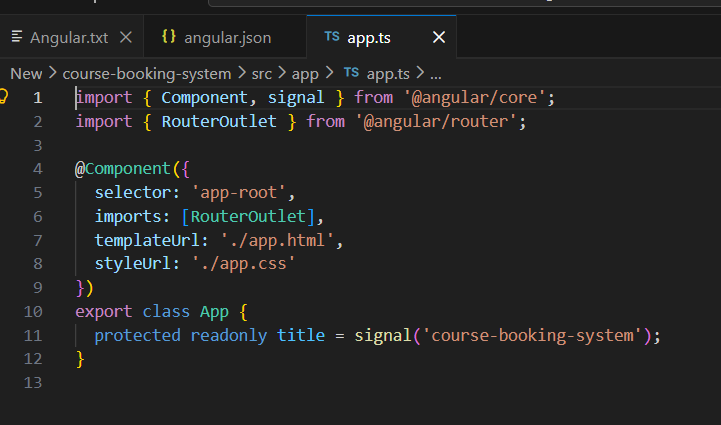 Angular.txt angular.json TS app.ts
New > course-booking-system > src > app > TS app.ts > ...
1 import { Component, signal } from '@angular/core';
2 import { RouterOutlet } from '@angular/router';
3
4 @Component({
5 selector: 'app-root',
6 imports: [RouterOutlet],
7 templateUrl: './app.html',
8 styleUrl: './app.css'
9 })
10 export class App {
11 protected readonly title = signal('course-booking-system');
12 }
13